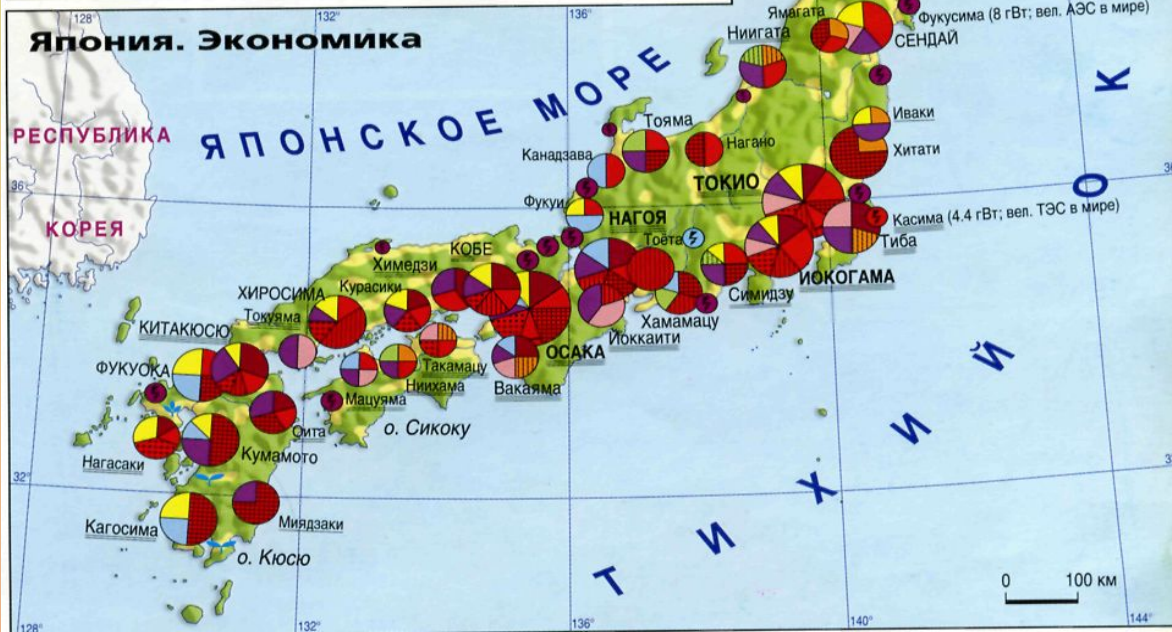 128°
132°
136°
Япония. Экономика
Ямагата
Фукусима (8 гВт; вел. АЭС в мире)
Ниигата
СЕНДАЙ
РЕСПУБЛИКА
КОРЕЯ
ЯПОНСКОЕ МОРЕ
Тояма
Иваки
Канадзава
Нагано
Хитати
36°
ТОКИО
Фукуи
НАГОЯ
Касима (4.4 гВт; вел. ТЭС в мире)
Тоёта
Тиба
КОБЕ
Химедзи
ИОКОГАМА
ХИРОСИМА
Курасики
Симидзу
Токуяма
Хамамацу
КИТАКЮСЮ
Йоккаити
ОСАКА
ФУКУОКА
Такамацу
Ниихама
Вакаяма
Мацуяма
о. Сикоку
Оита
Кумамото
Нагасаки
32°
Кагосима
Миядзаки
о. Кюсю
ТИХИЙ
ОК
0 100 км
128°
132°
136°
140°
144°